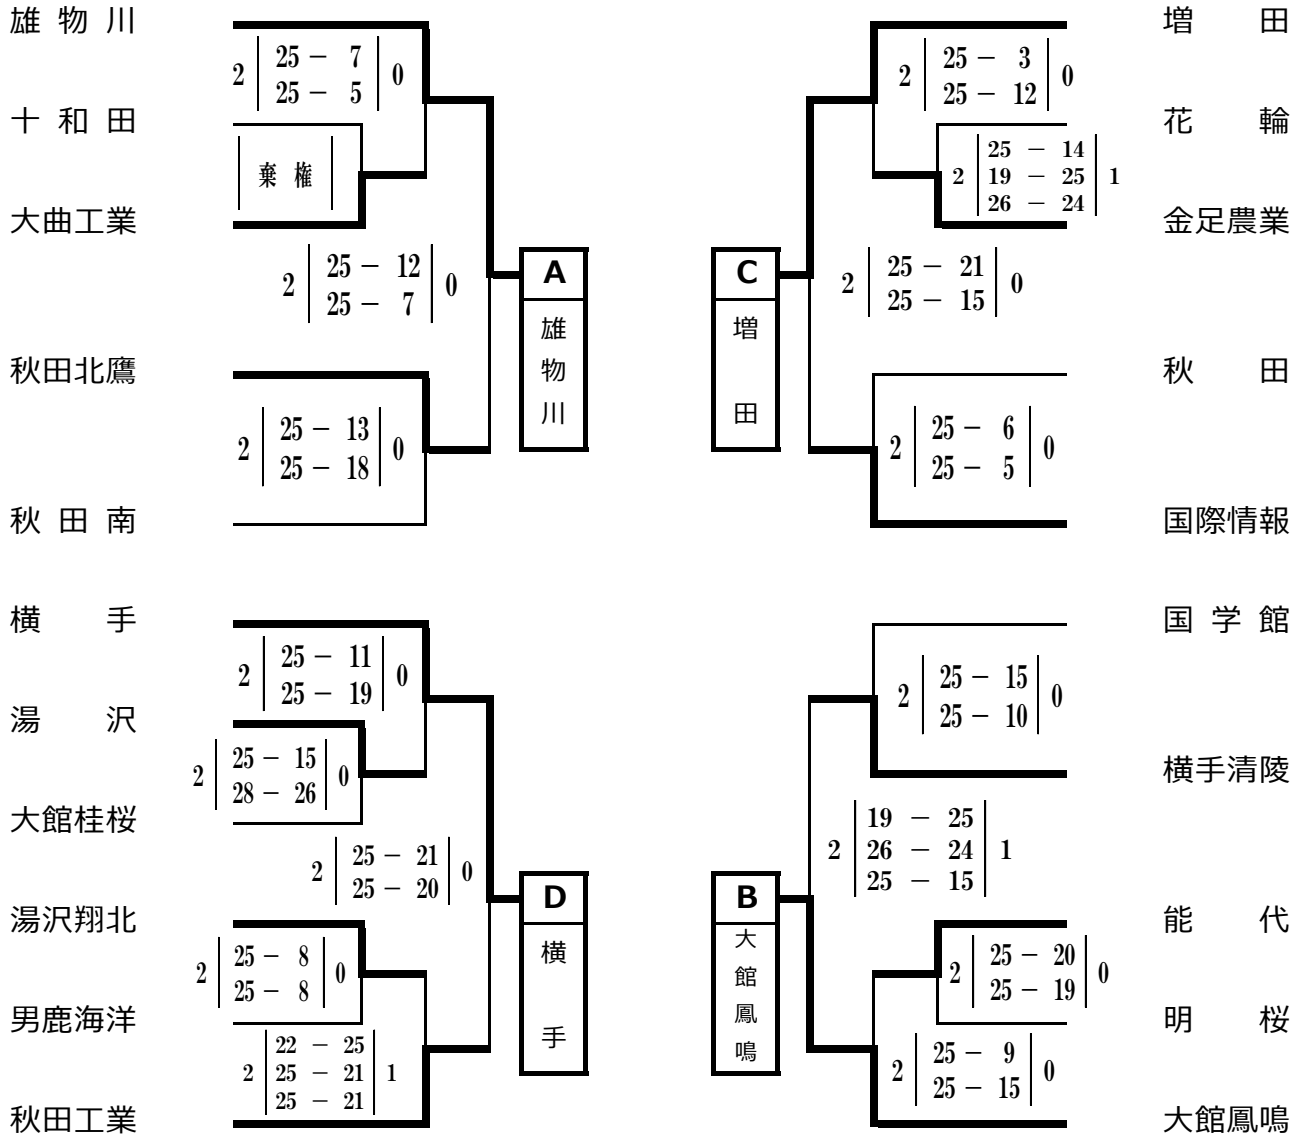 雄物川
2 25 － 7 0
25 － 5
十和田
棄権
大曲工業
2 25 － 12 0
25 － 7
A
雄物川
秋田北鷹
2 25 － 13 0
25 － 18
秋田南
横手
2 25 － 11 0
25 － 19
湯沢
2 25 － 15 0
28 － 26
大館桂桜
2 25 － 21 0
25 － 20
D
横手
湯沢翔北
2 25 － 8 0
25 － 8
男鹿海洋
22 － 25
2 25 － 21 1
25 － 21
秋田工業
増田
2 25 － 3 0
25 － 12
花輪
25 － 14
2 19 － 25 1
26 － 24
金足農業
C
増田
2 25 － 21 0
25 － 15
秋田
2 25 － 6 0
25 － 5
国際情報
国学館
2 25 － 15 0
25 － 10
横手清陵
19 － 25
2 26 － 24 1
25 － 15
B
大館鳳鳴
能代
2 25 － 20 0
25 － 19
明桜
2 25 － 9 0
25 － 15
大館鳳鳴